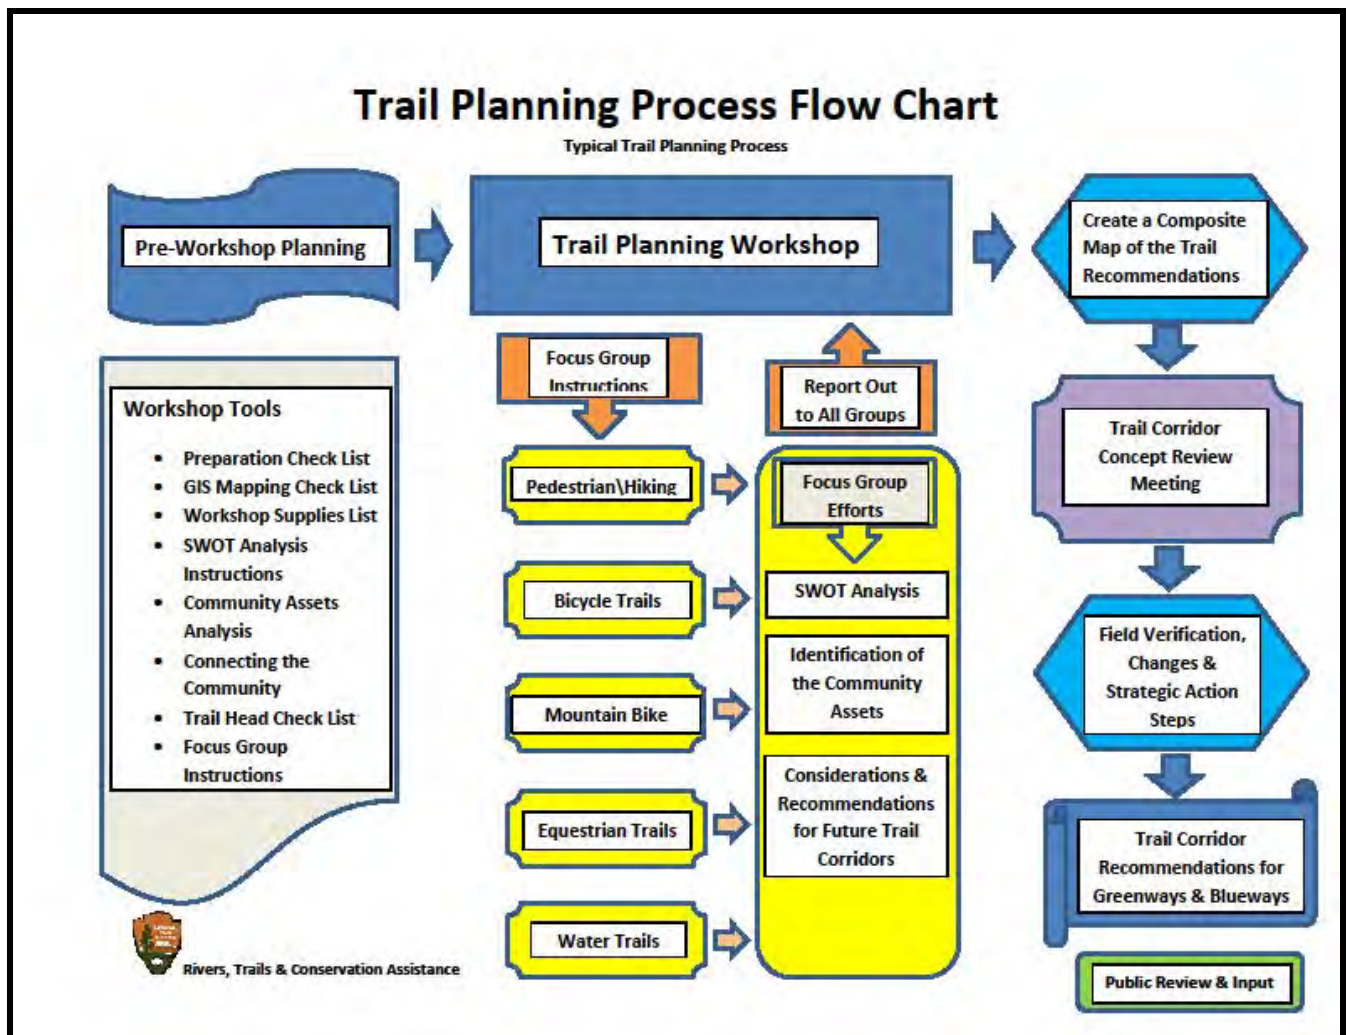 Trail Planning Process Flow Chart
Typical Trail Planning Process
Pre-Workshop Planning
Trail Planning Workshop
Create a Composite
Map of the Trail
Recommendations
Workshop Tools
• Preparation Check List
• GIS Mapping Check List
• Workshop Supplies List
• SWOT Analysis
Instructions
• Community Assets
Analysis
• Connecting the
Community
• Trail Head Check List
• Focus Group
Instructions
Focus Group
Instructions
Report Out
to All Groups
Pedestrian\Hiking
Bicycle Trails
Mountain Bike
Equestrian Trails
Water Trails
Focus Group
Efforts
SWOT Analysis
Identification of
the Community
Assets
Considerations &
Recommendations
for Future Trail
Corridors
Trail Corridor
Concept Review
Meeting
Field Verification,
Changes &
Strategic Action
Steps
Trail Corridor
Recommendations for
Greenways & Blueways
Public Review & Input
Rivers, Trails & Conservation Assistance